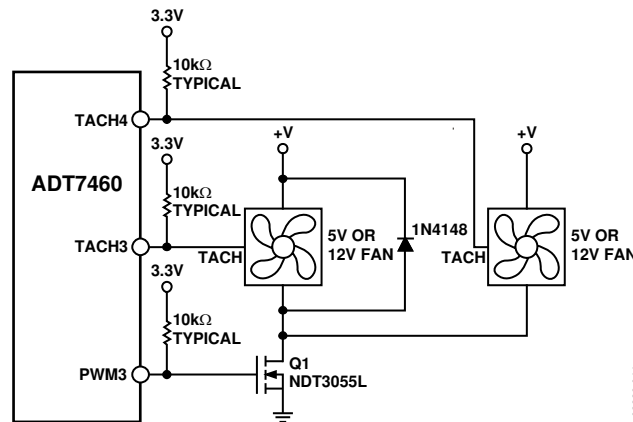 3.3V
10kΩ
TYPICAL
TACH4
3.3V
+V
+V
ADT7460
10kΩ
TYPICAL
1N4148
5V OR
12V FAN
5V OR
12V FAN
TACH3
TACH
TACH
3.3V
10kΩ
TYPICAL
Q1
NDT3055L
PWM3